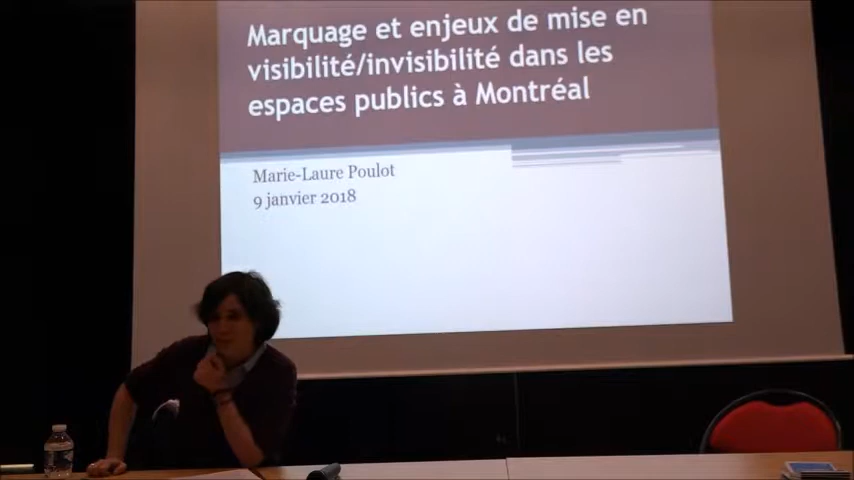 Marquage et enjeux de mise en
visibilité/invisibilité dans les
espaces publics à Montréal
Marie-Laure Poulot
9 janvier 2018